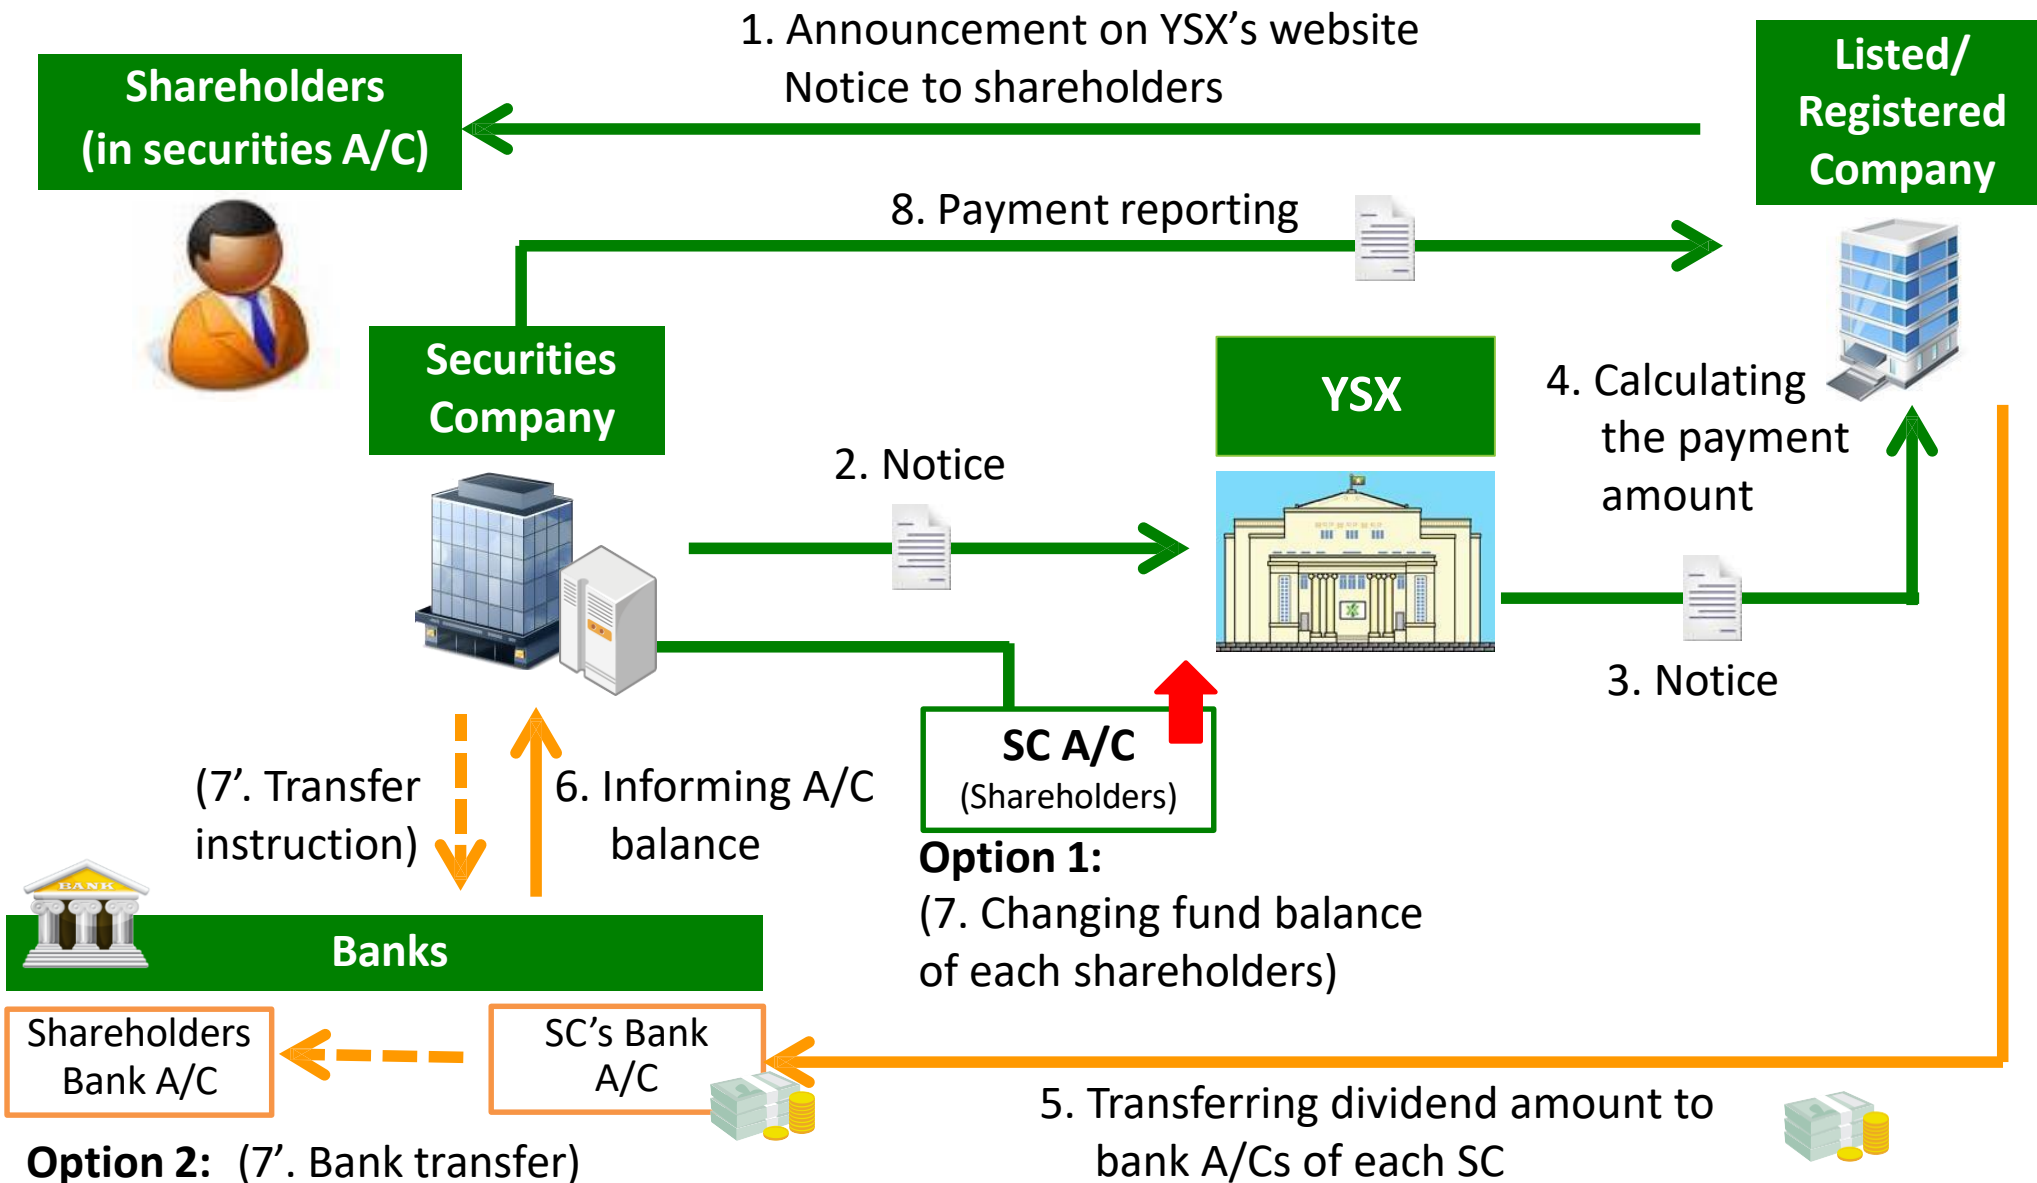 1. Announcement on YSX’s website
Notice to shareholders
Shareholders
(in securities A/C)
Listed/
Registered
Company
8. Payment reporting
Securities
Company
YSX
4. Calculating
the payment
amount
2. Notice
3. Notice
SC A/C
(Shareholders)
(7’. Transfer
instruction)
6. Informing A/C
balance
Option 1:
(7. Changing fund balance
of each shareholders)
BANK
Banks
Shareholders
Bank A/C
SC’s Bank
A/C
5. Transferring dividend amount to
bank A/Cs of each SC
Option 2: (7’. Bank transfer)